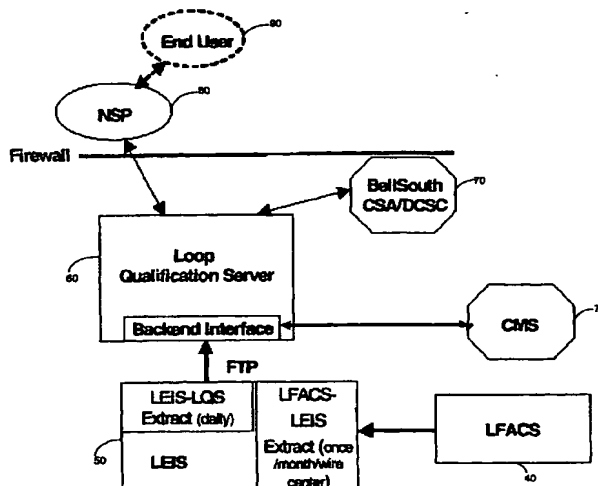 End User
90
NSP
80
Firewall
BellSouth
CSA/DCSC
70
Loop
Qualification Server
60
Backend Interface
CMS
7
FTP
LEIS-LQS
Extract (daily)
LEIS
50
LFACS-
LEIS
Extract (once
/month/wire
center)
LFACS
40